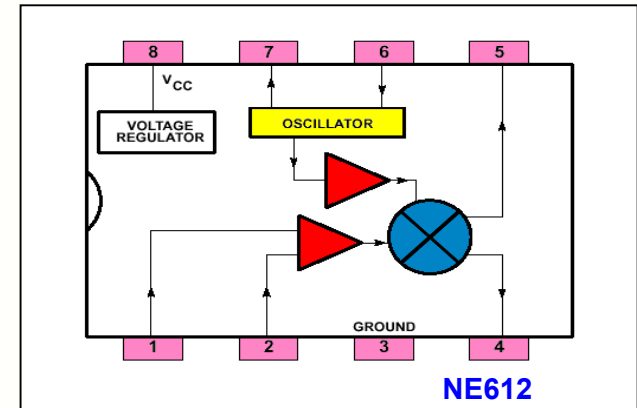 8 7 6 5
VCC
VOLTAGE
REGULATOR
OSCILLATOR
GROUND
1 2 3 4
NE612